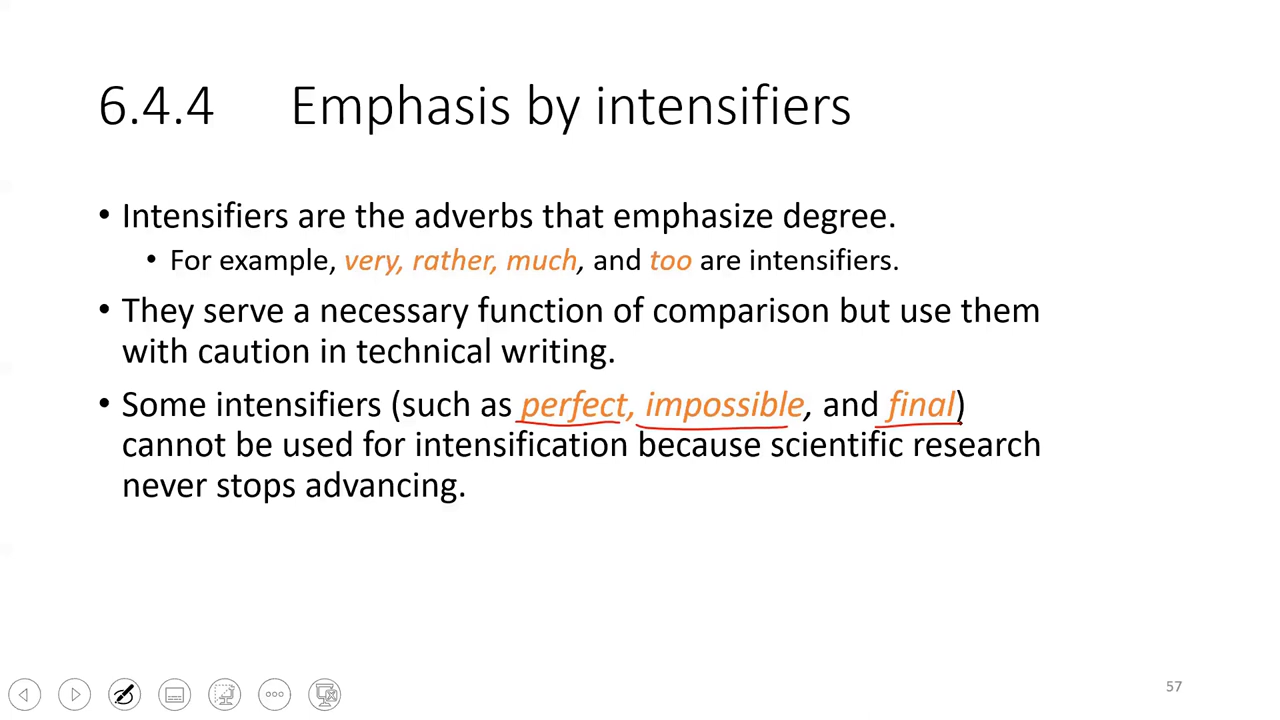 6.4.4 Emphasis by intensifiers
• Intensifiers are the adverbs that emphasize degree.
• For example, very, rather, much, and too are intensifiers.
• They serve a necessary function of comparison but use them
with caution in technical writing.
• Some intensifiers (such as perfect, impossible, and final)
cannot be used for intensification because scientific research
never stops advancing.
57